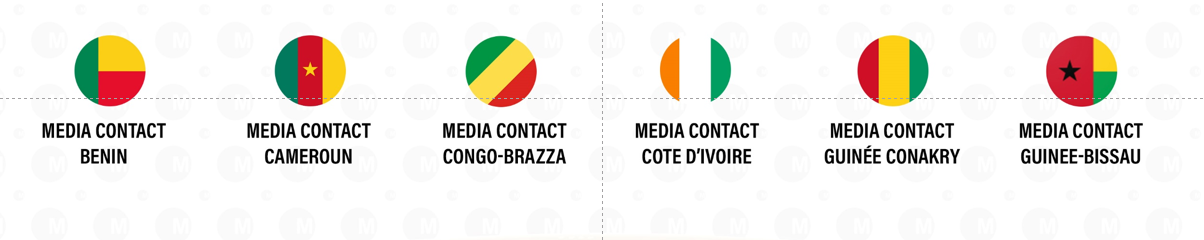 MEDIA CONTACT
BENIN
MEDIA CONTACT
CAMEROUN
MEDIA CONTACT
CONGO-BRAZZA
MEDIA CONTACT
COTE D'IVOIRE
MEDIA CONTACT
GUINÉE CONAKRY
MEDIA CONTACT
GUINEE-BISSAU